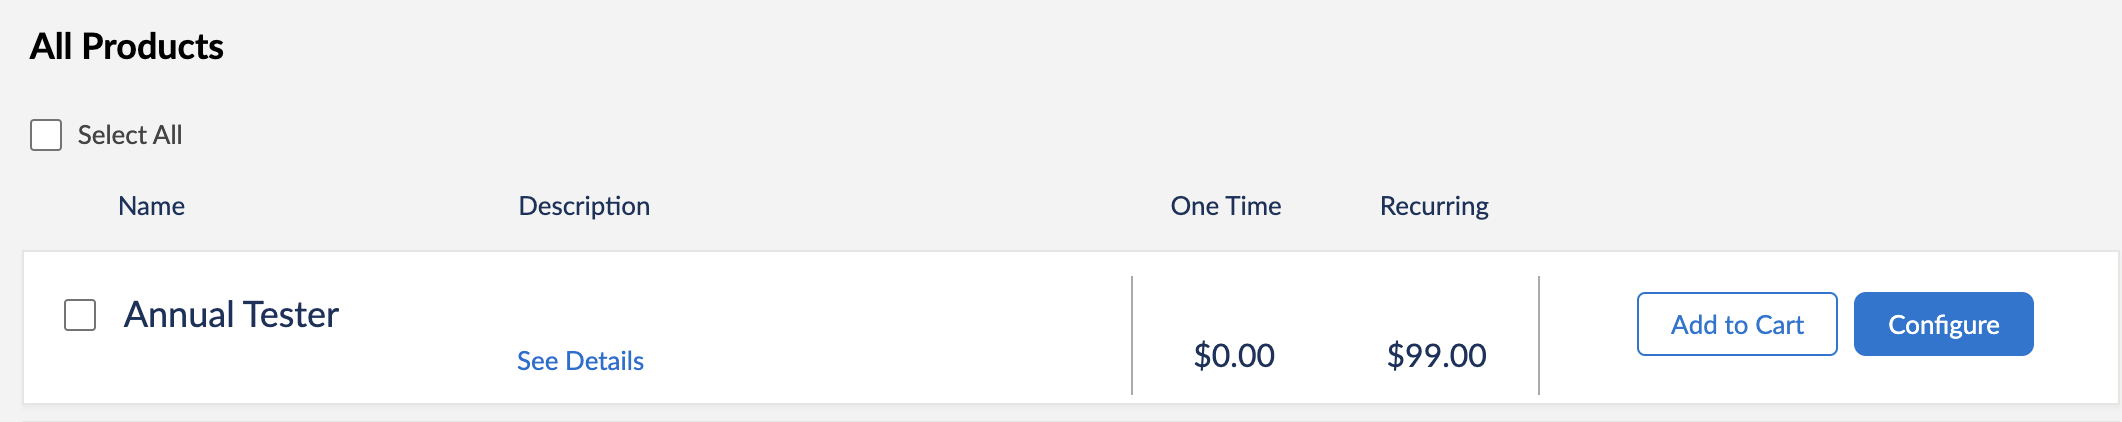 All Products
Select All
Name Description One Time Recurring
Annual Tester
See Details
$0.00 $99.00
Add to Cart Configure